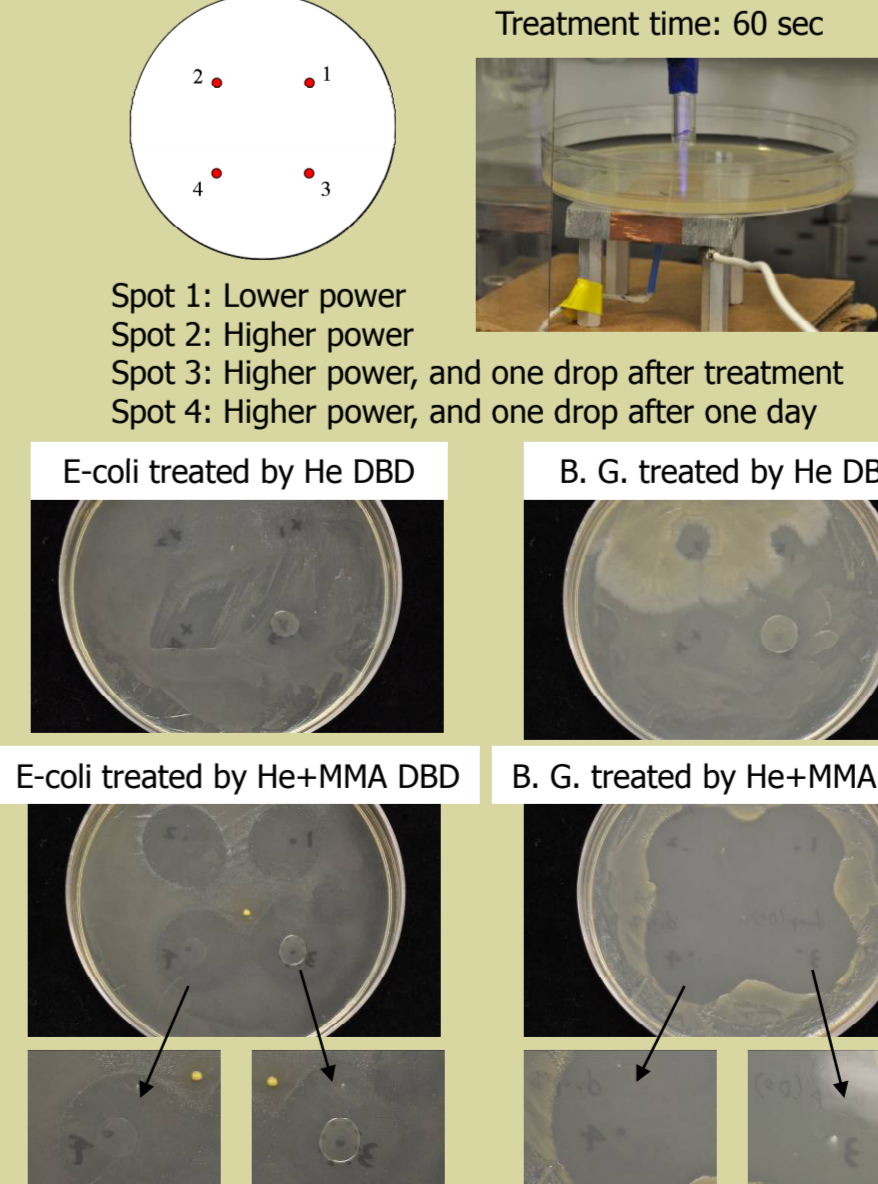 Treatment time: 60 sec
2
1
4
3
Spot 1: Lower power
Spot 2: Higher power
Spot 3: Higher power, and one drop after treatment
Spot 4: Higher power, and one drop after one day
E-coli treated by He DBD
B. G. treated by He
E-coli treated by He+MMA DBD
B. G. treated by He+MMA